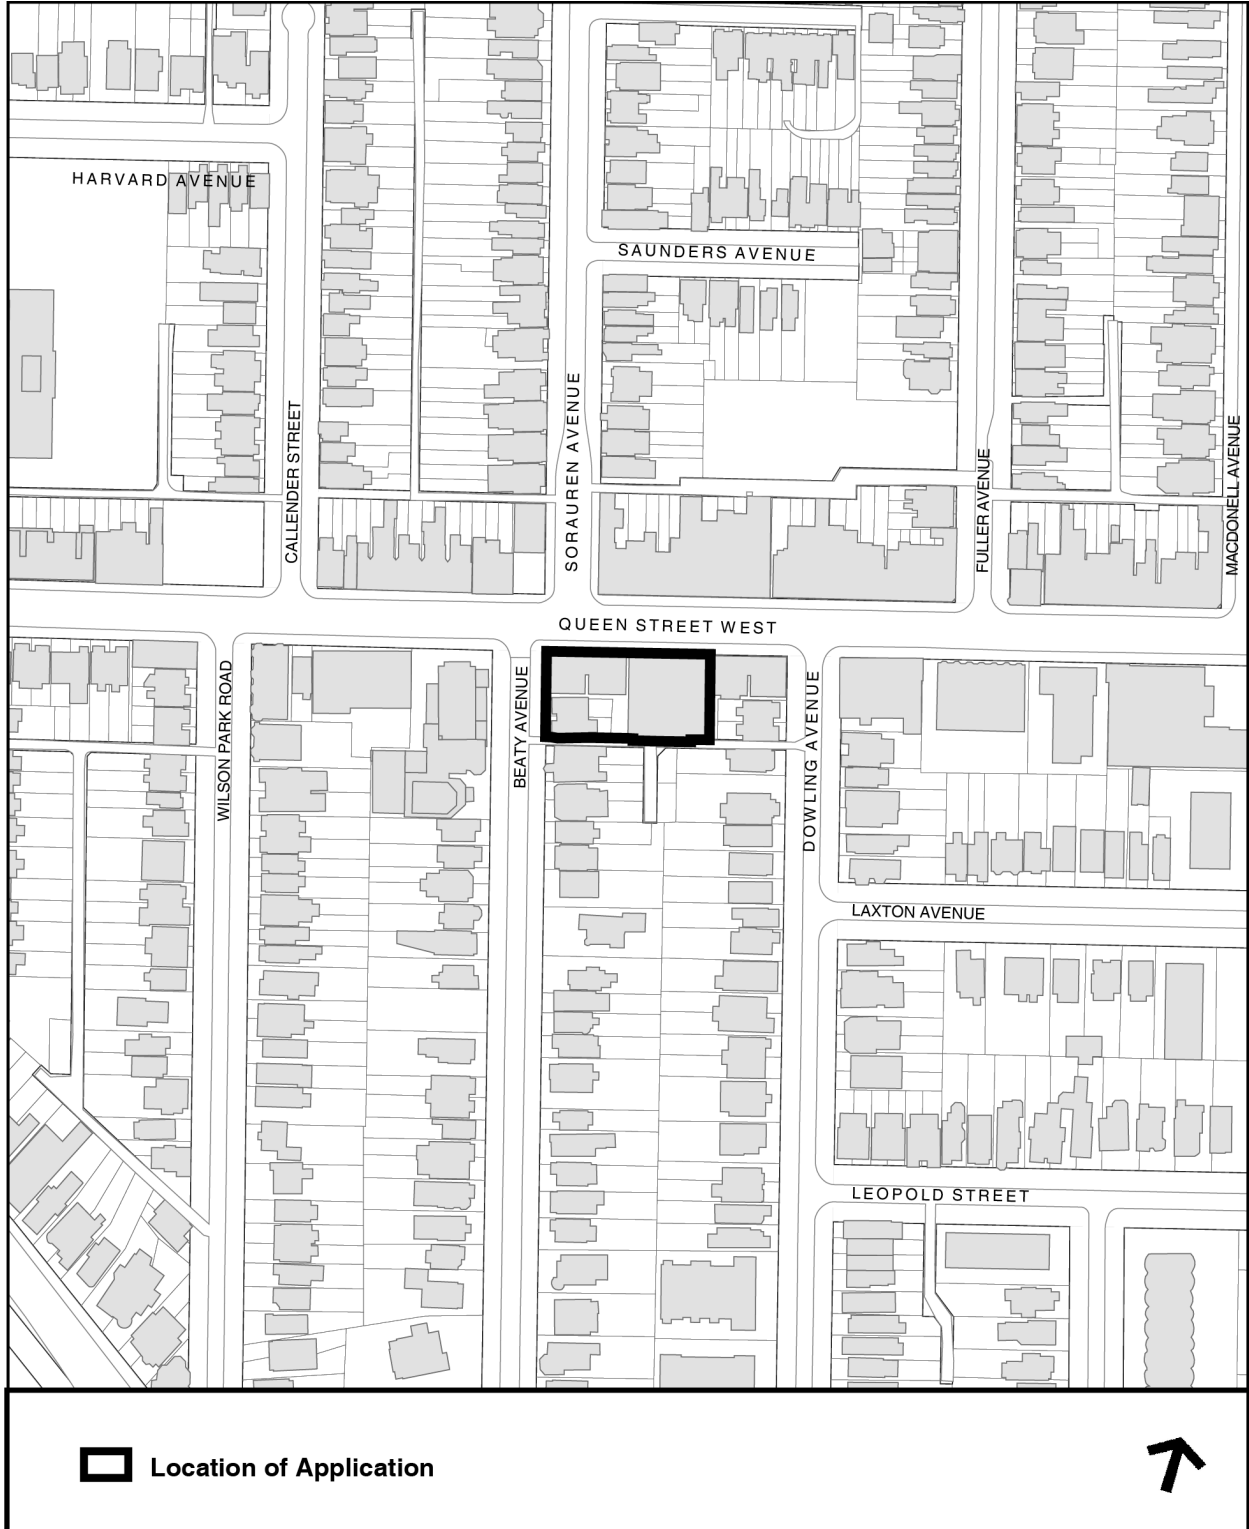 HARVARD AVENUE
SAUNDERS AVENUE
CALLENDER STREET
SORAUREN AVENUE
FULLER AVENUE
MACDONELL AVENUE
QUEEN STREET WEST
WILSON PARK ROAD
BEATY AVENUE
DOWLING AVENUE
LAXTON AVENUE
LEOPOLD STREET
Location of Application